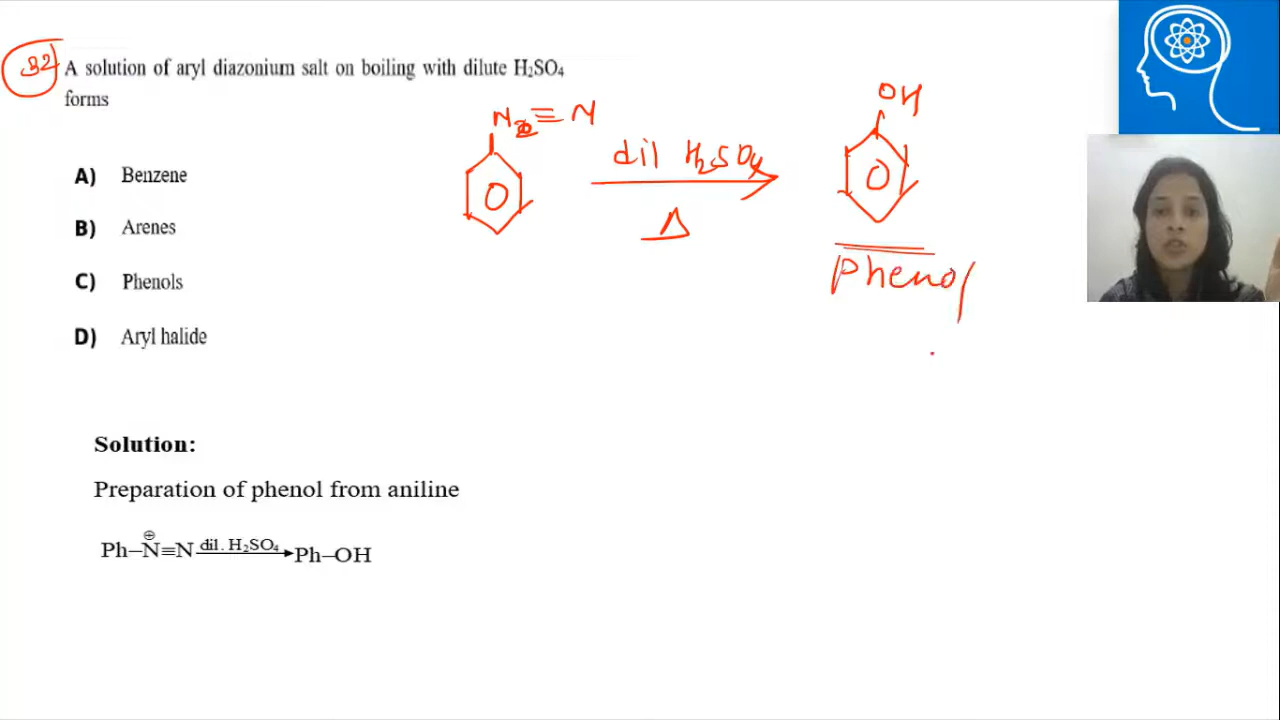 32
A solution of aryl diazonium salt on boiling with dilute H₂SO₄
forms
A) Benzene
B) Arenes
C) Phenols
D) Aryl halide
N ≡ N
dil H₂SO₄
Δ
OH
Phenol
Solution:
Preparation of phenol from aniline
Ph–N⊕≡N dil. H₂SO₄→ Ph–OH